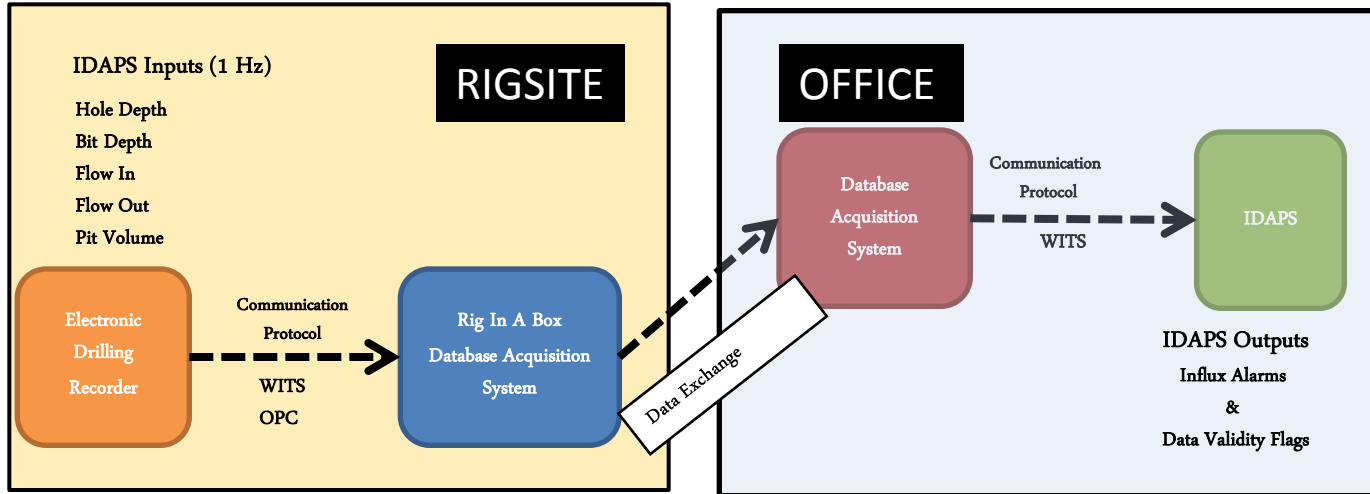 IDAPS Inputs (1 Hz)
Hole Depth
Bit Depth
Flow In
Flow Out
Pit Volume
RIGSITE
Electronic
Drilling
Recorder
Communication
Protocol
WITS
OPC
Rig In A Box
Database Acquisition
System
Data Exchange
OFFICE
Database
Acquisition
System
Communication
Protocol
WITS
IDAPS
IDAPS Outputs
Influx Alarms
&
Data Validity Flags